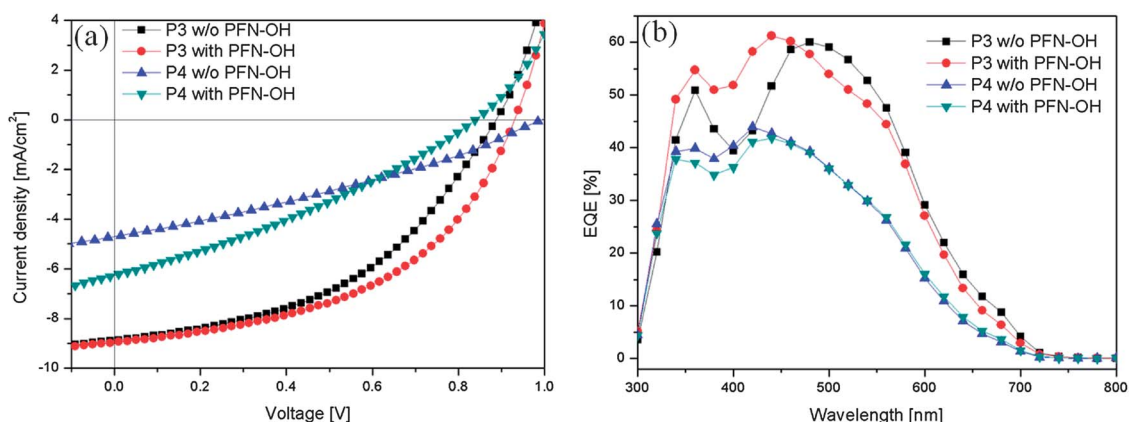 (a)
P3 w/o PFN-OH
P3 with PFN-OH
P4 w/o PFN-OH
P4 with PFN-OH
4
2
0
-2
-4
-6
-8
-10
Current density [mA/cm²]
0.0 0.2 0.4 0.6 0.8 1.0
Voltage [V]
(b)
P3 w/o PFN-OH
P3 with PFN-OH
P4 w/o PFN-OH
P4 with PFN-OH
60
50
40
30
20
10
0
EQE [%]
300 400 500 600 700 800
Wavelength [nm]